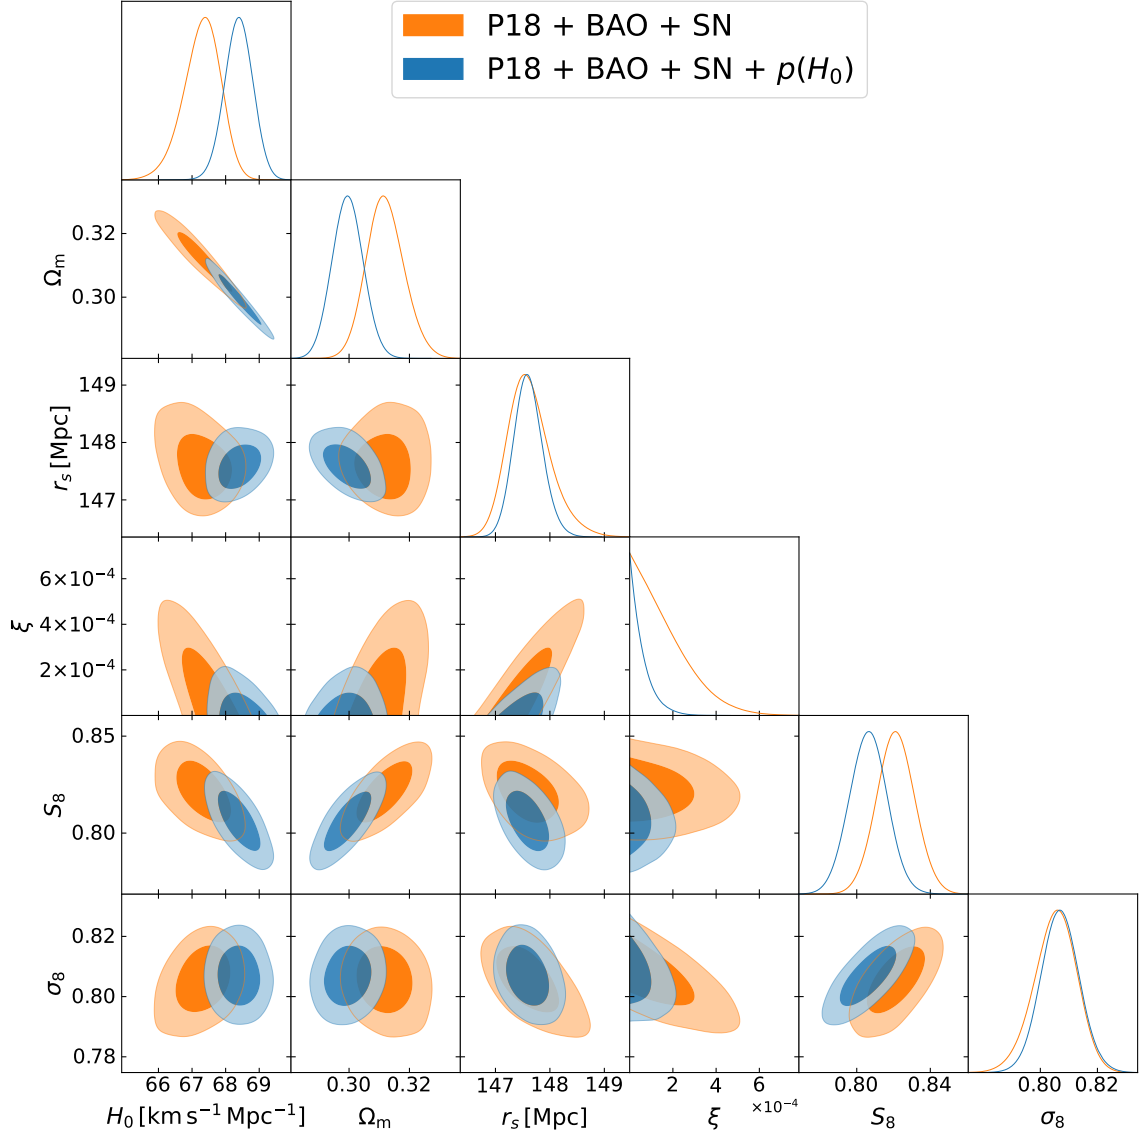 P18 + BAO + SN
P18 + BAO + SN + p(H₀)
0.32
0.30
Ωₘ
149
148
147
rₛ [Mpc]
6×10⁻⁴
4×10⁻⁴
2×10⁻⁴
ξ
0.85
0.80
S₈
0.82
0.80
0.78
σ₈
66 67 68 69
0.30 0.32
147 148 149
2 4 6
×10⁻⁴
0.80 0.84
0.80 0.82
H₀ [km s⁻¹ Mpc⁻¹]
Ωₘ
rₛ [Mpc]
ξ
S₈
σ₈